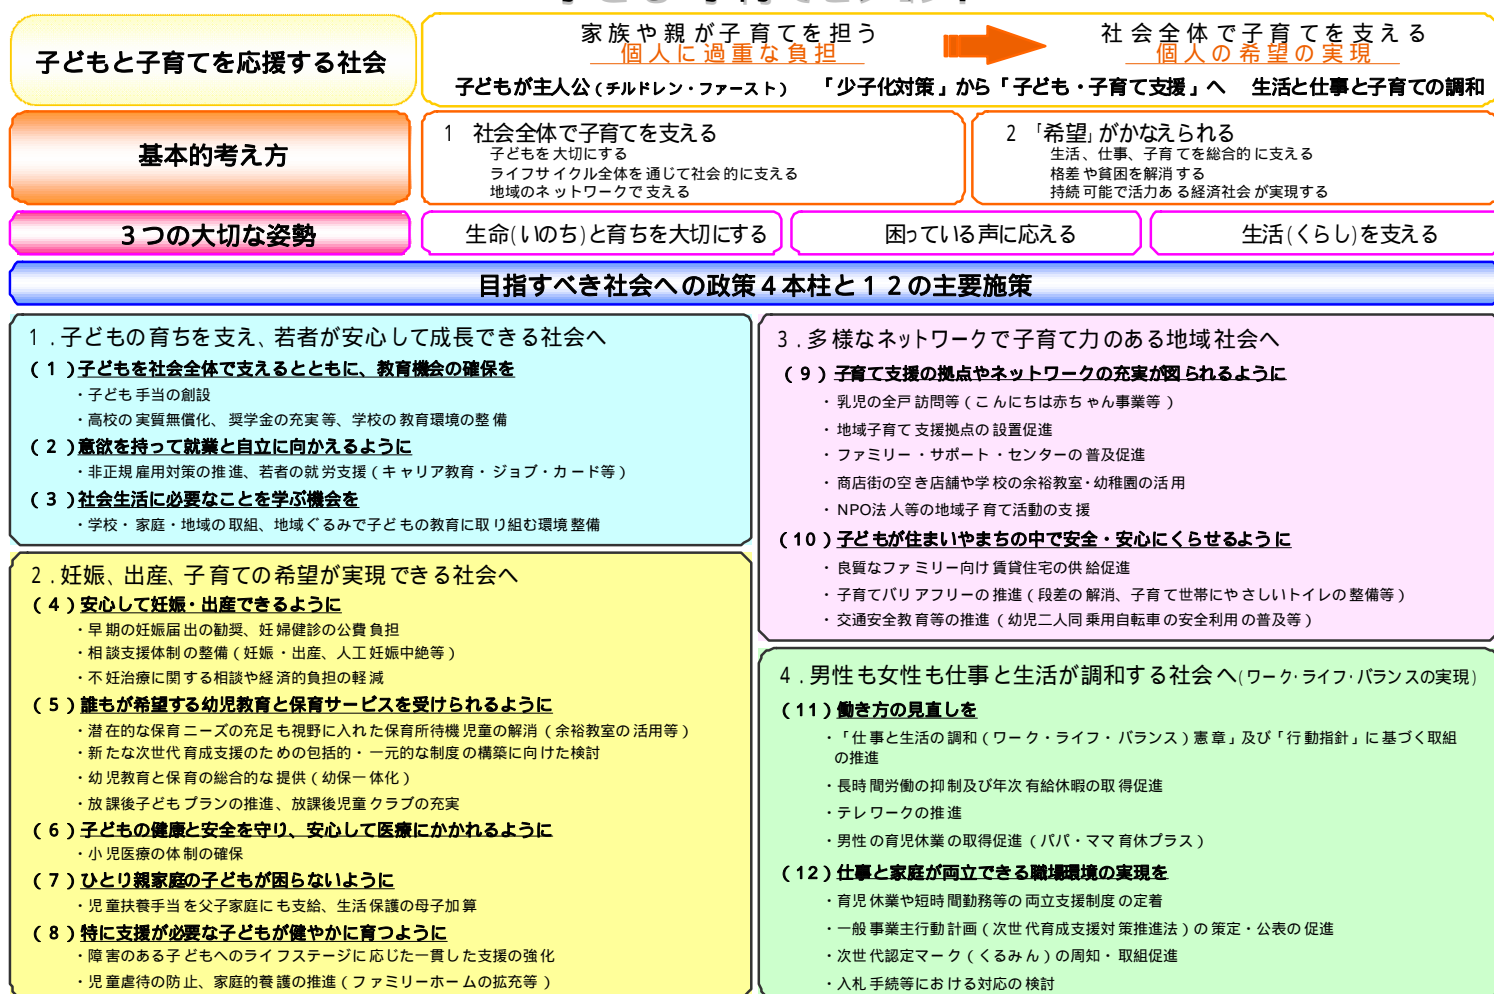 子どもと子育てを応援する社会
家族や親が子育てを担う
個人に過重な負担
社会全体で子育てを支える
個人の希望の実現
子どもが主人公(チルドレン・ファースト) 「少子化対策」から「子ども・子育て支援」へ 生活と仕事と子育ての調和
基本的考え方
1 社会全体で子育てを支える
子どもを大切にする
ライフサイクル全体を通じて社会的に支える
地域のネットワークで支える
2 「希望」がかなえられる
生活、仕事、子育てを総合的に支える
格差や貧困を解消する
持続可能で活力ある経済社会が実現する
3つの大切な姿勢
生命(いのち)と育ちを大切にする
困っている声に応える
生活(くらし)を支える
目指すべき社会への政策4本柱と12の主要施策
1.子どもの育ちを支え、若者が安心して成長できる社会へ
(1)子どもを社会全体で支えるとともに、教育機会の確保を
・子ども手当の創設
・高校の実質無償化、奨学金の充実等、学校の教育環境の整備
(2)意欲を持って就業と自立に向かえるように
・非正規雇用対策の推進、若者の就労支援(キャリア教育・ジョブ・カード等)
(3)社会生活に必要なことを学ぶ機会を
・学校・家庭・地域の取組、地域ぐるみで子どもの教育に取り組む環境整備
2.妊娠、出産、子育ての希望が実現できる社会へ
(4)安心して妊娠・出産できるように
・早期の妊娠届出の勧奨、妊婦健診の公費負担
・相談支援体制の整備(妊娠・出産、人工妊娠中絶等)
・不妊治療に関する相談や経済的負担の軽減
(5)誰もが希望する幼児教育と保育サービスを受けられるように
・潜在的な保育ニーズの充足も視野に入れた保育所待機児童の解消(余裕教室の活用等)
・新たな次世代育成支援のための包括的・一元的な制度の構築に向けた検討
・幼児教育と保育の総合的な提供(幼保一体化)
・放課後子どもプランの推進、放課後児童クラブの充実
(6)子どもの健康と安全を守り、安心して医療にかかれるように
・小児医療の体制の確保
(7)ひとり親家庭の子どもが困らないように
・児童扶養手当を父子家庭にも支給、生活保護の母子加算
(8)特に支援が必要な子どもが健やかに育つように
・障害のある子どもへのライフステージに応じた一貫した支援の強化
・児童虐待の防止、家庭的養護の推進(ファミリーホームの拡充等)
3.多様なネットワークで子育て力のある地域社会へ
(9)子育て支援の拠点やネットワークの充実が図られるように
・乳児の全戸訪問等(こんにちは赤ちゃん事業等)
・地域子育て支援拠点の設置促進
・ファミリー・サポート・センターの普及促進
・商店街の空き店舗や学校の余裕教室・幼稚園の活用
・NPO法人等の地域子育て活動の支援
(10)子どもが住まいやまちの中で安全・安心にくらせるように
・良質なファミリー向け賃貸住宅の供給促進
・子育てバリアフリーの推進(段差の解消、子育て世帯にやさしいトイレの整備等)
・交通安全教育等の推進(幼児二人同乗用自転車の安全利用の普及等)
4.男性も女性も仕事と生活が調和する社会へ(ワーク・ライフ・バランスの実現)
(11)働き方の見直しを
・「仕事と生活の調和(ワーク・ライフ・バランス)憲章」及び「行動指針」に基づく取組
の推進
・長時間労働の抑制及び年次有給休暇の取得促進
・テレワークの推進
・男性の育児休業の取得促進(パパ・ママ育休プラス)
(12)仕事と家庭が両立できる職場環境の実現を
・育児休業や短時間勤務等の両立支援制度の定着
・一般事業主行動計画(次世代育成支援対策推進法)の策定・公表の促進
・次世代認定マーク(くるみん)の周知・取組促進
・入札手続等における対応の検討